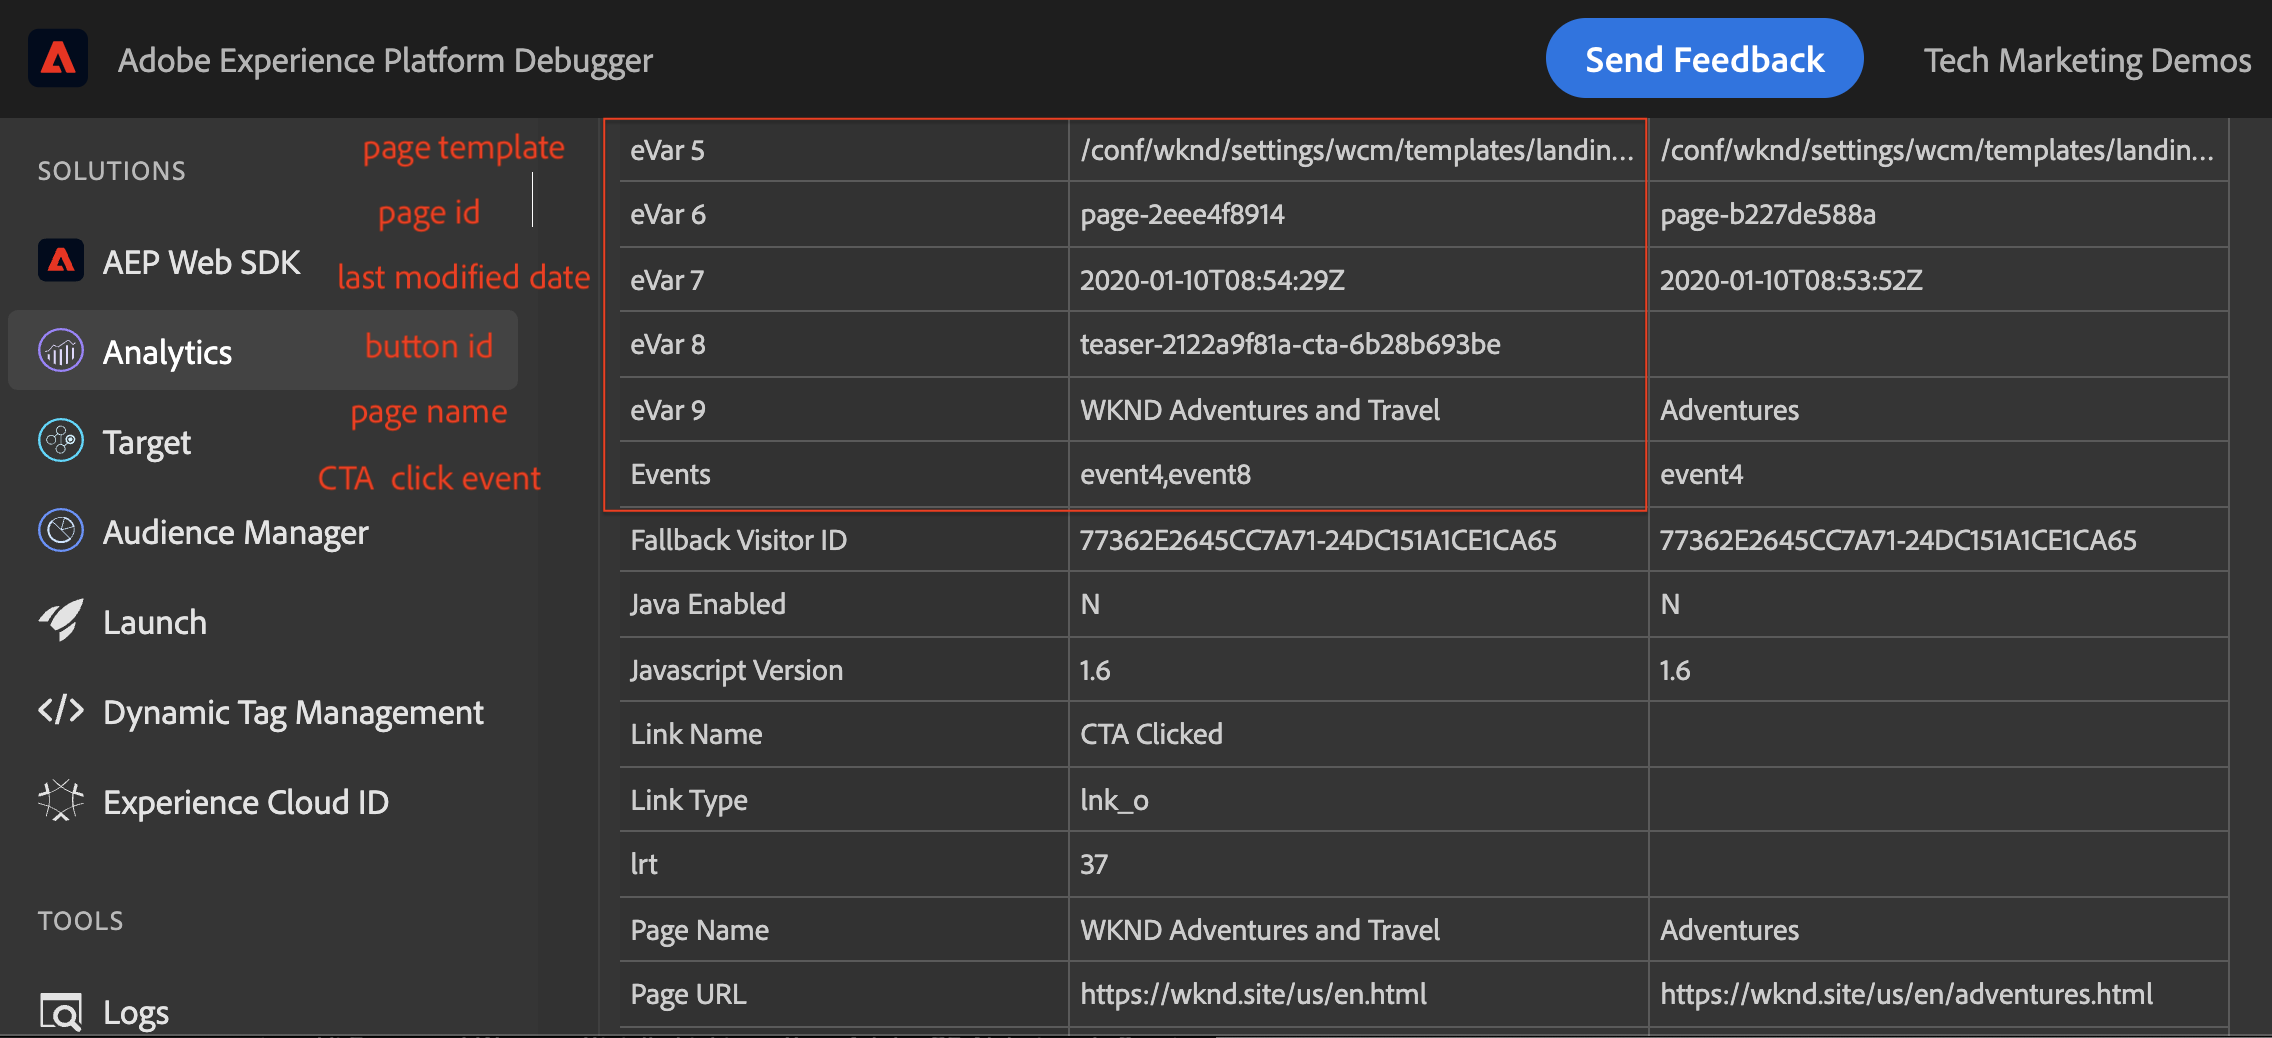 Adobe Experience Platform Debugger
Send Feedback
Tech Marketing Demos
SOLUTIONS
AEP Web SDK
Analytics
Target
Audience Manager
Launch
Dynamic Tag Management
Experience Cloud ID
TOOLS
Logs
page template
page id
last modified date
button id
page name
CTA click event
eVar 5 /conf/wknd/settings/wcm/templates/landin... /conf/wknd/settings/wcm/templates/landin...
eVar 6 page-2eee4f8914 page-b227de588a
eVar 7 2020-01-10T08:54:29Z 2020-01-10T08:53:52Z
eVar 8 teaser-2122a9f81a-cta-6b28b693be
eVar 9 WKND Adventures and Travel Adventures
Events event4,event8 event4
Fallback Visitor ID 77362E2645CC7A71-24DC151A1CE1CA65 77362E2645CC7A71-24DC151A1CE1CA65
Java Enabled N N
Javascript Version 1.6 1.6
Link Name CTA Clicked
Link Type lnk_o
lrt 37
Page Name WKND Adventures and Travel Adventures
Page URL https://wknd.site/us/en.html https://wknd.site/us/en/adventures.html